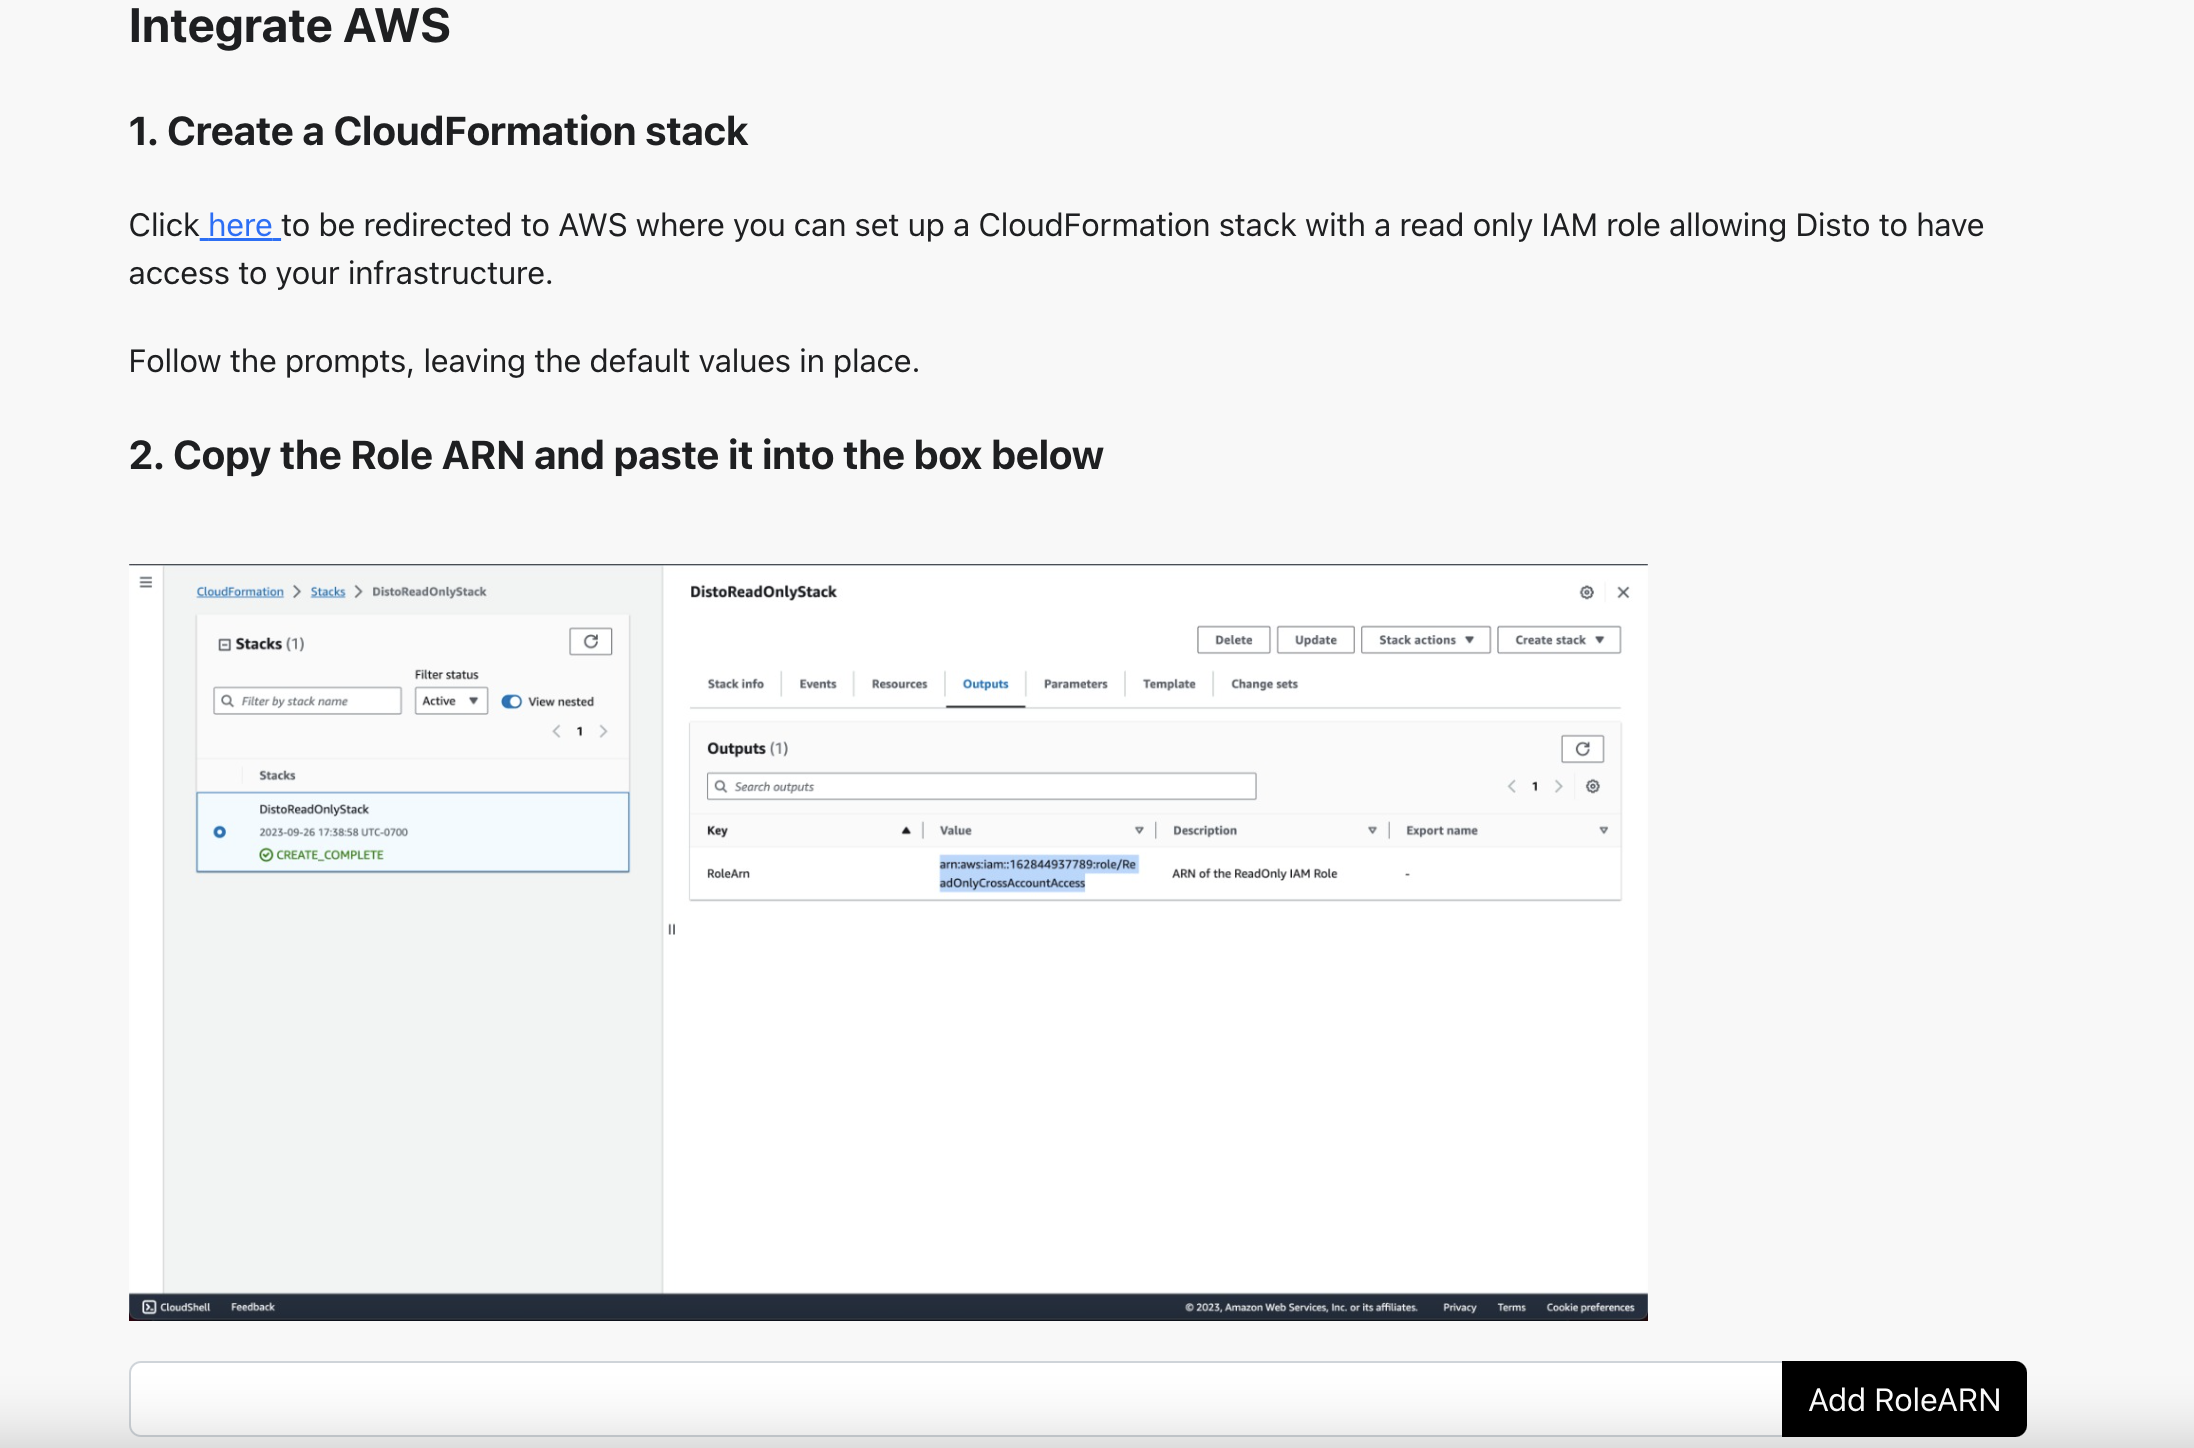 Integrate AWS
1. Create a CloudFormation stack
Click here to be redirected to AWS where you can set up a CloudFormation stack with a read only IAM role allowing Disto to have
access to your infrastructure.
Follow the prompts, leaving the default values in place.
2. Copy the Role ARN and paste it into the box below
CloudFormation > Stacks > DistoReadOnlyStack
Stacks (1)
Filter status
Filter by stack name
Active
View nested
1
Stacks
DistoReadOnlyStack
2023-09-26 17:38:58 UTC-0700
CREATE_COMPLETE
DistoReadOnlyStack
Delete Update Stack actions Create stack
Stack info Events Resources Outputs Parameters Template Change sets
Outputs (1)
Search outputs
1
Key Value Description Export name
RoleArn
arn:aws:iam::162844937789:role/Re
adOnlyCrossAccountAccess
ARN of the ReadOnly IAM Role
-
CloudShell Feedback
© 2023, Amazon Web Services, Inc. or its affiliates. Privacy Terms Cookie preferences
Add RoleARN